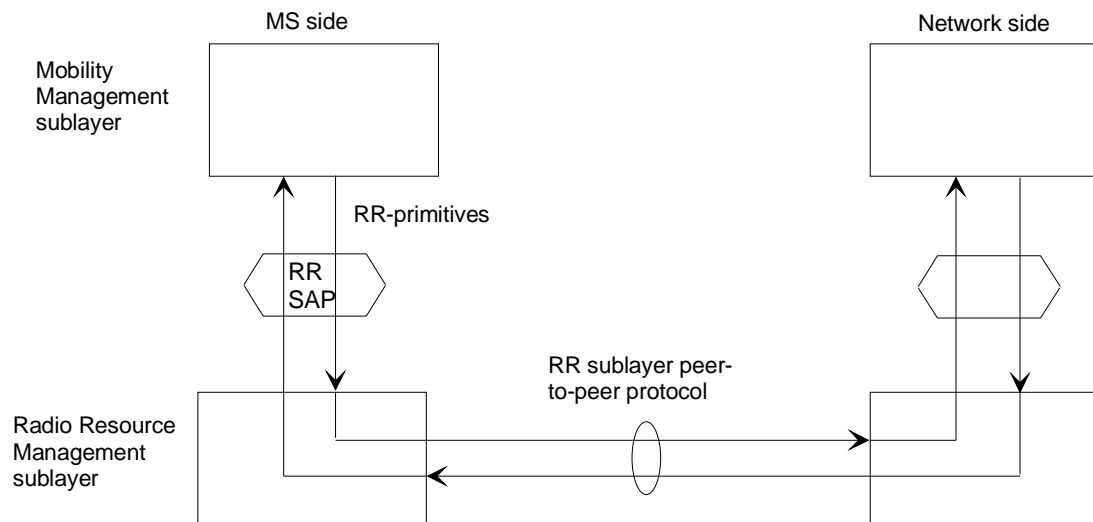 MS side
Network side
Mobility
Management
sublayer
RR-primitives
RR
SAP
RR sublayer peer-
to-peer protocol
Radio Resource
Management
sublayer